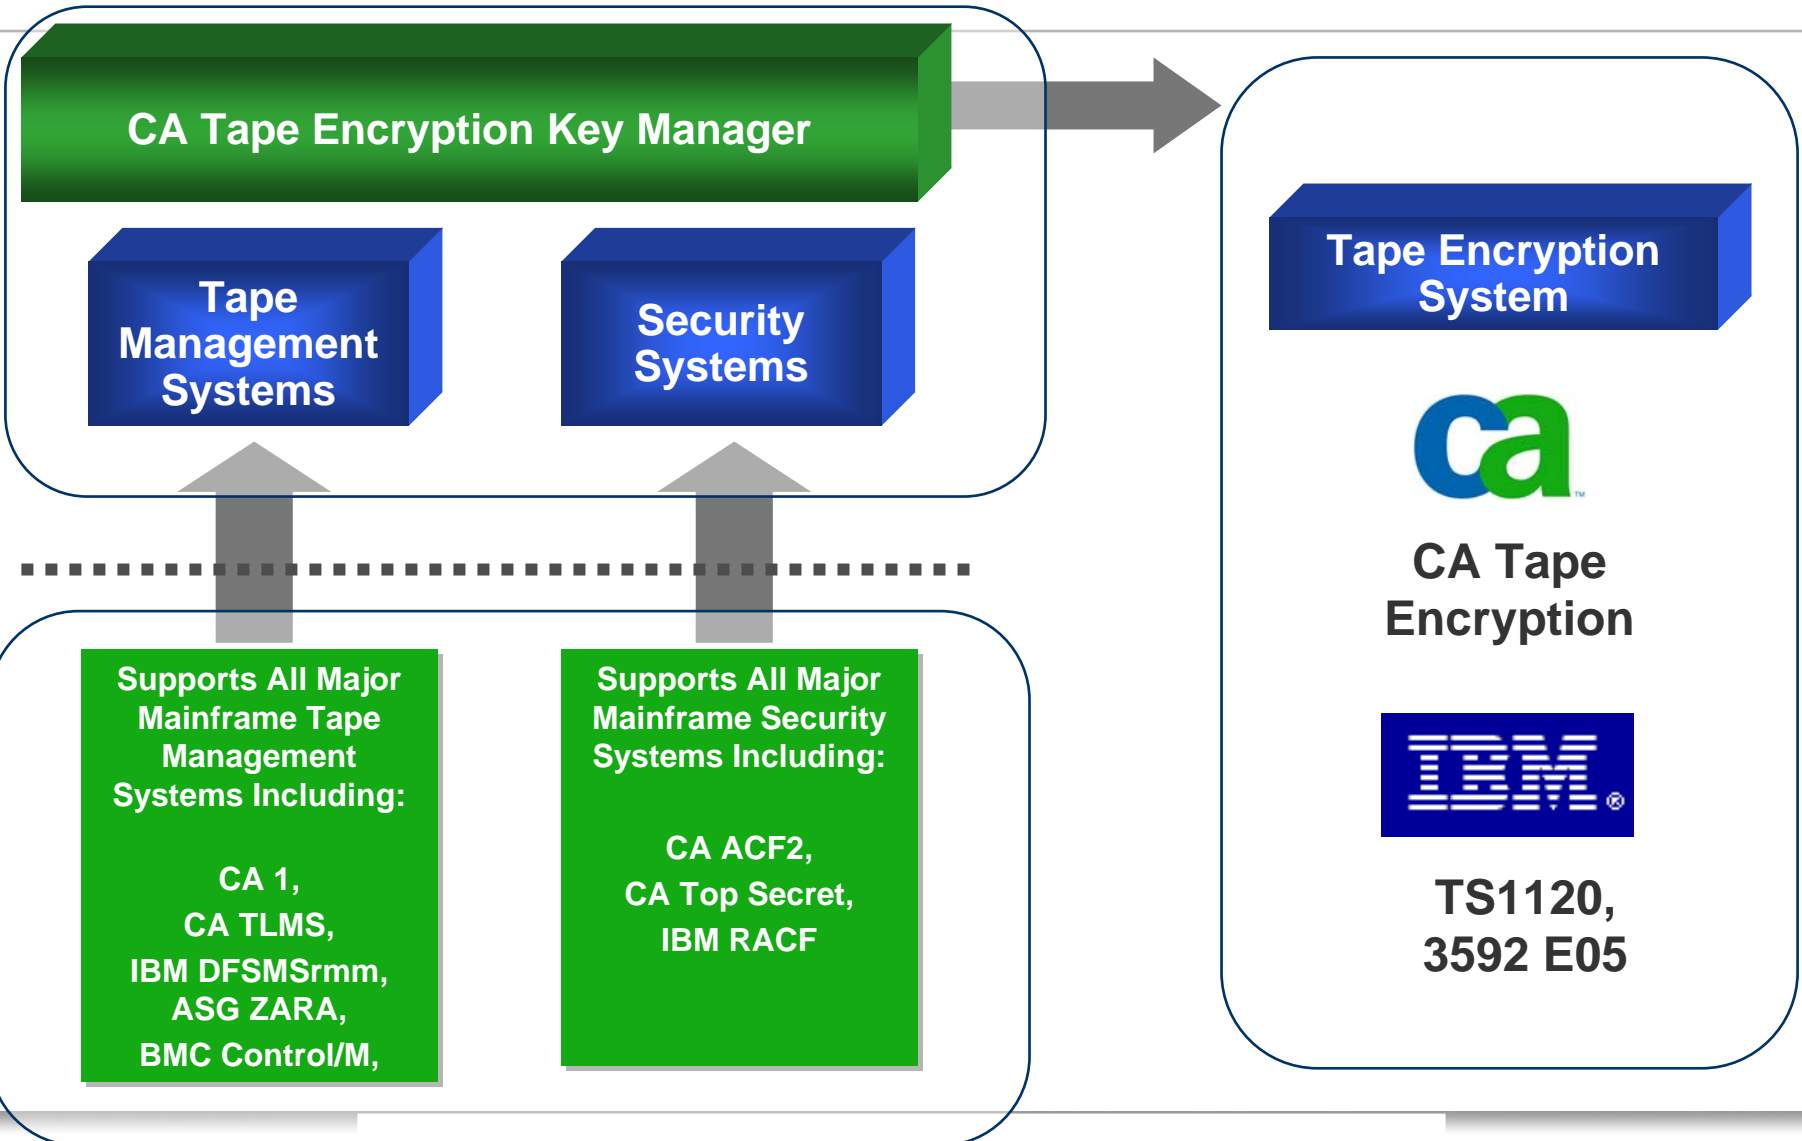 CA Tape Encryption Key Manager
Tape
Management
Systems
Security
Systems
Supports All Major
Mainframe Tape
Management
Systems Including:
CA 1,
CA TLMS,
IBM DFSMSrmm,
ASG ZARA,
BMC Control/M,
Supports All Major
Mainframe Security
Systems Including:
CA ACF2,
CA Top Secret,
IBM RACF
Tape Encryption
System
ca TM
CA Tape
Encryption
IBM®
TS1120,
3592 E05